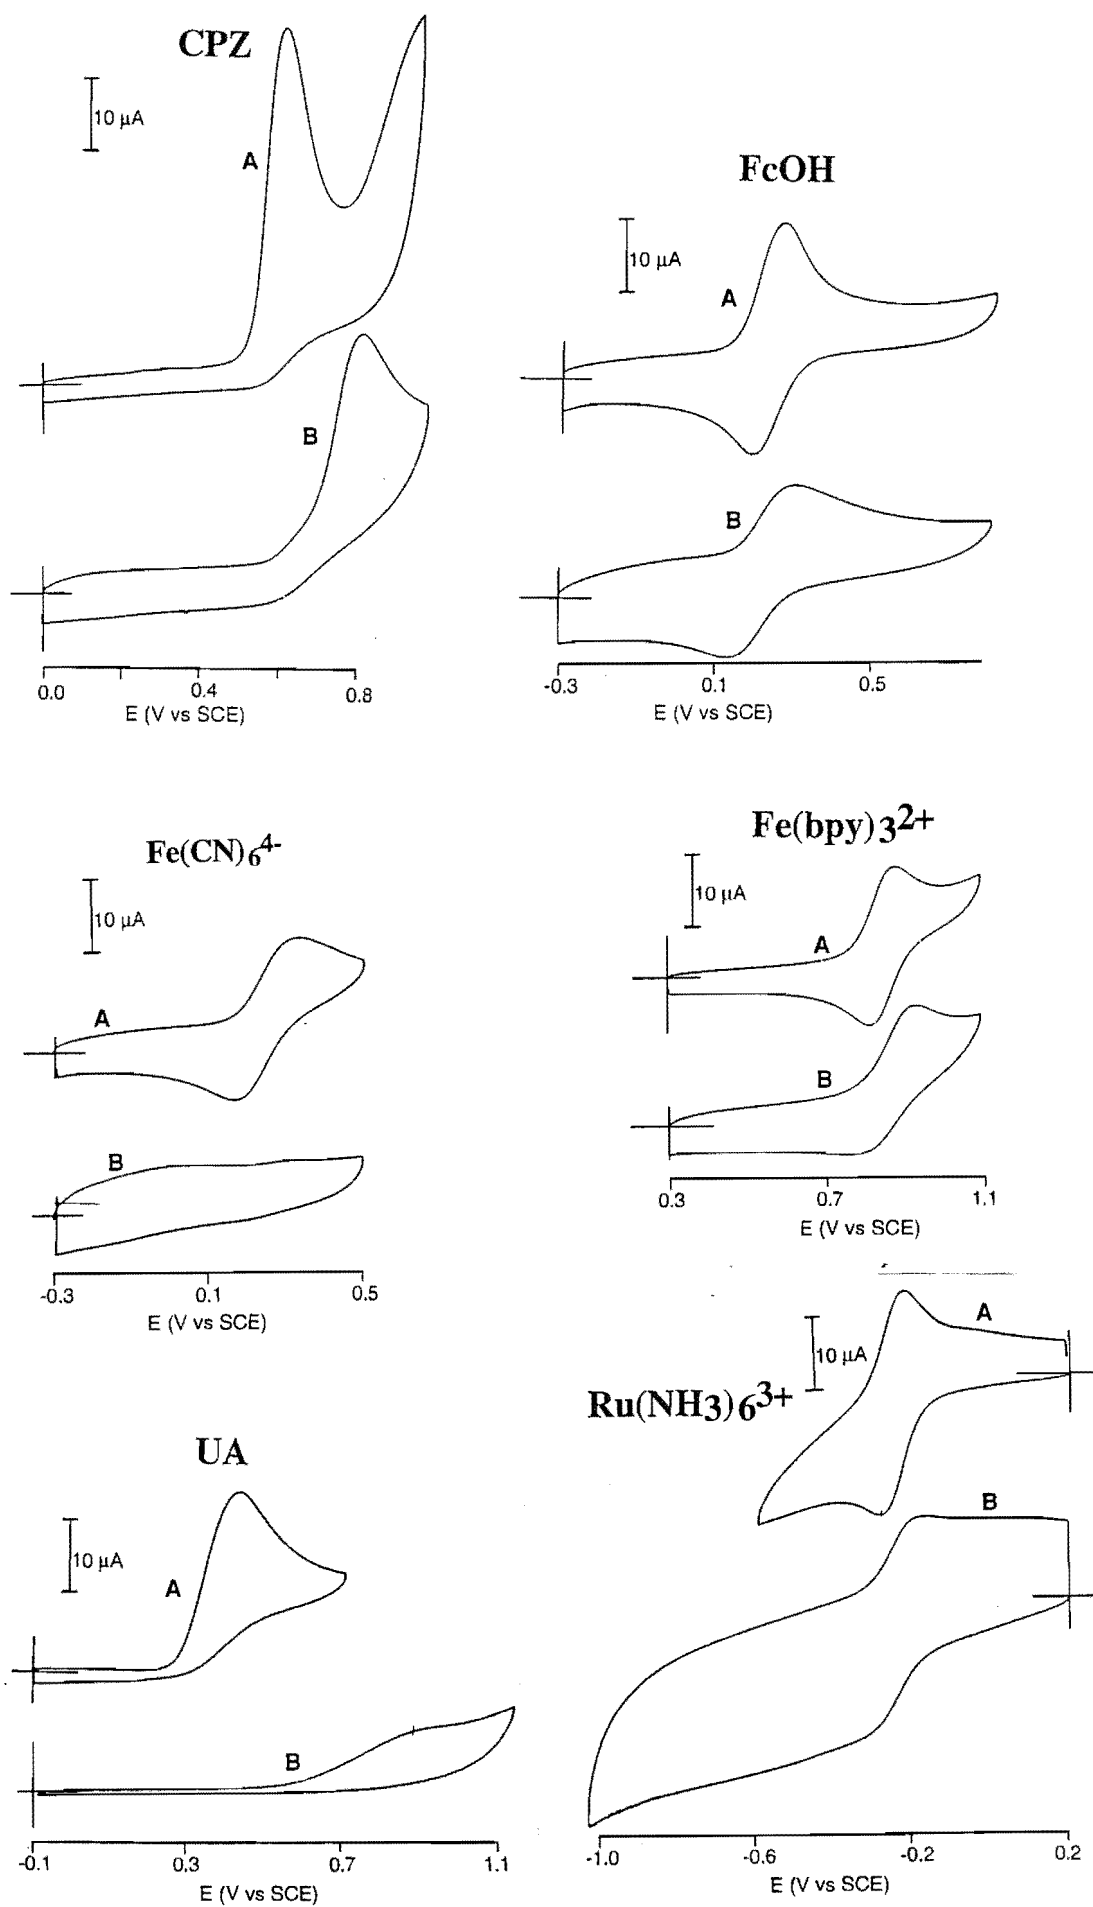 CPZ
10 µA
A
B
0.0 0.4 0.8
E (V vs SCE)
FcOH
10 µA
A
B
-0.3 0.1 0.5
E (V vs SCE)
Fe(CN)6^4-
10 µA
A
B
-0.3 0.1 0.5
E (V vs SCE)
Fe(bpy)3^2+
10 µA
A
B
0.3 0.7 1.1
E (V vs SCE)
UA
10 µA
A
B
-0.1 0.3 0.7 1.1
E (V vs SCE)
Ru(NH3)6^3+
10 µA
A
B
-1.0 -0.6 -0.2 0.2
E (V vs SCE)